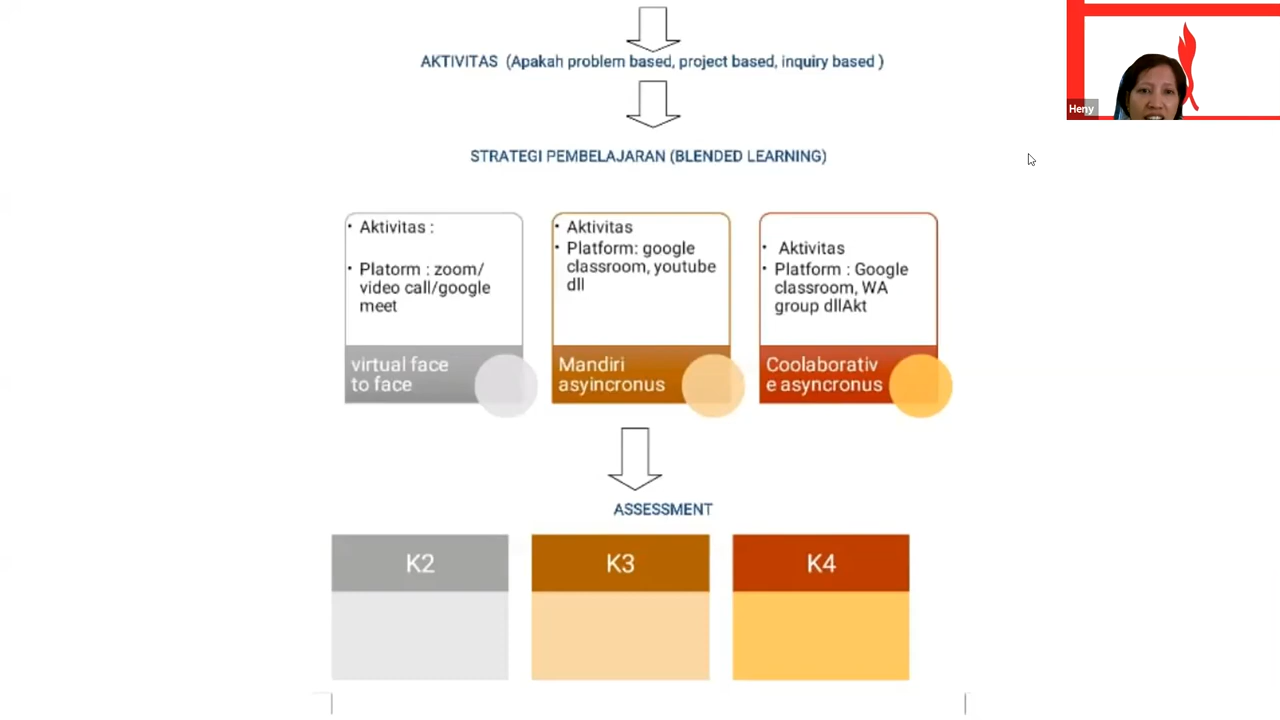 AKTIVITAS (Apakah problem based, project based, inquiry based )
Heny
STRATEGI PEMBELAJARAN (BLENDED LEARNING)
• Aktivitas :
• Platorm : zoom/
video call/google
meet
virtual face
to face
• Aktivitas
• Platform: google
classroom, youtube
dll
Mandiri
asyincronus
• Aktivitas
• Platform : Google
classroom, WA
group dllAkt
Coolaborativ
e asyncronus
ASSESSMENT
K2
K3
K4